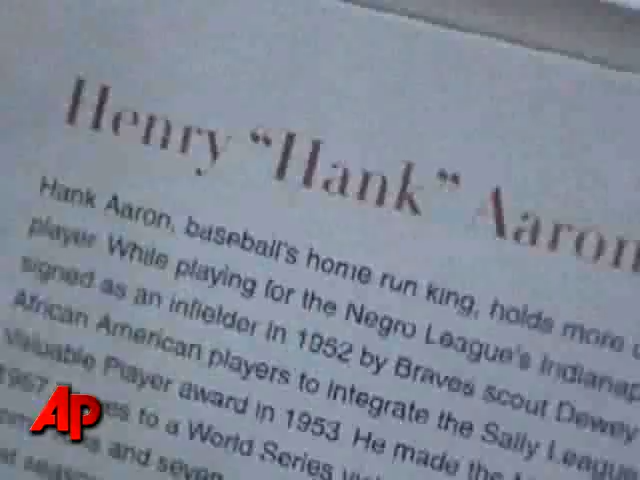 Henry “Hank” Aaron
Hank Aaron, baseball's home run king, holds more
player. While playing for the Negro League's Indianap
signed as an infielder in 1952 by Braves scout Dewey
African American players to integrate the Sally League
Valuable Player award in 1953. He made the
1957 to a World Series
and seven
AP